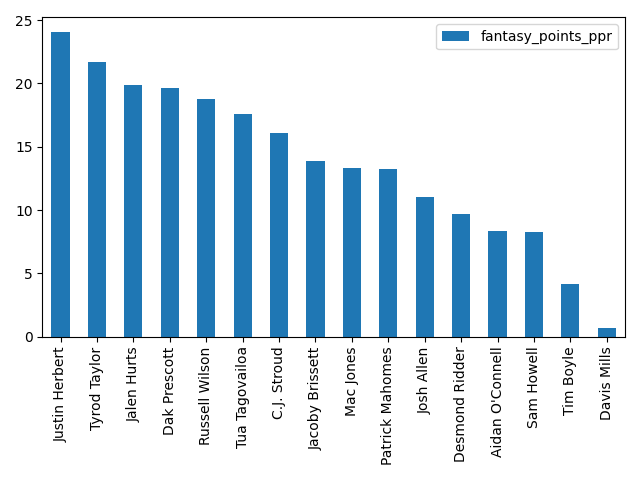 fantasy_points_ppr
25
20
15
10
5
0
Justin Herbert
Tyrod Taylor
Jalen Hurts
Dak Prescott
Russell Wilson
Tua Tagovailoa
C.J. Stroud
Jacoby Brissett
Mac Jones
Patrick Mahomes
Josh Allen
Desmond Ridder
Aidan O'Connell
Sam Howell
Tim Boyle
Davis Mills